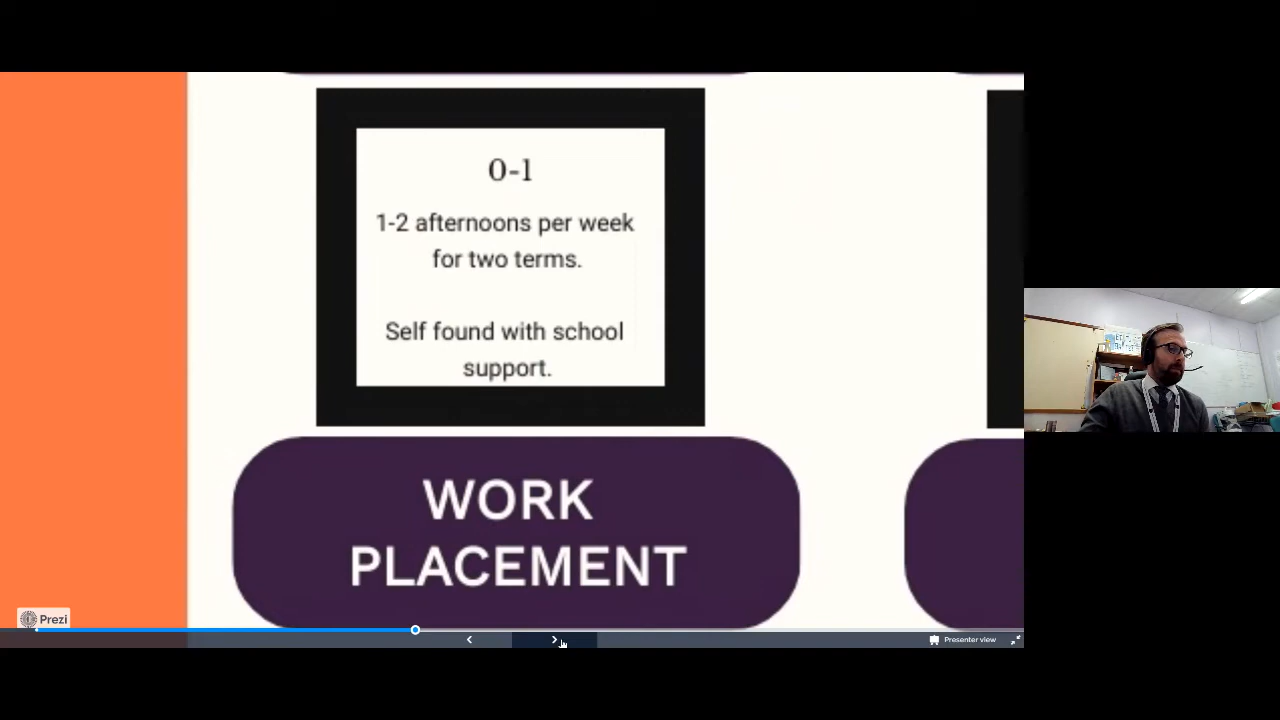 0-1
1-2 afternoons per week
for two terms.
Self found with school
support.
WORK
PLACEMENT
Prezi
Presenter view